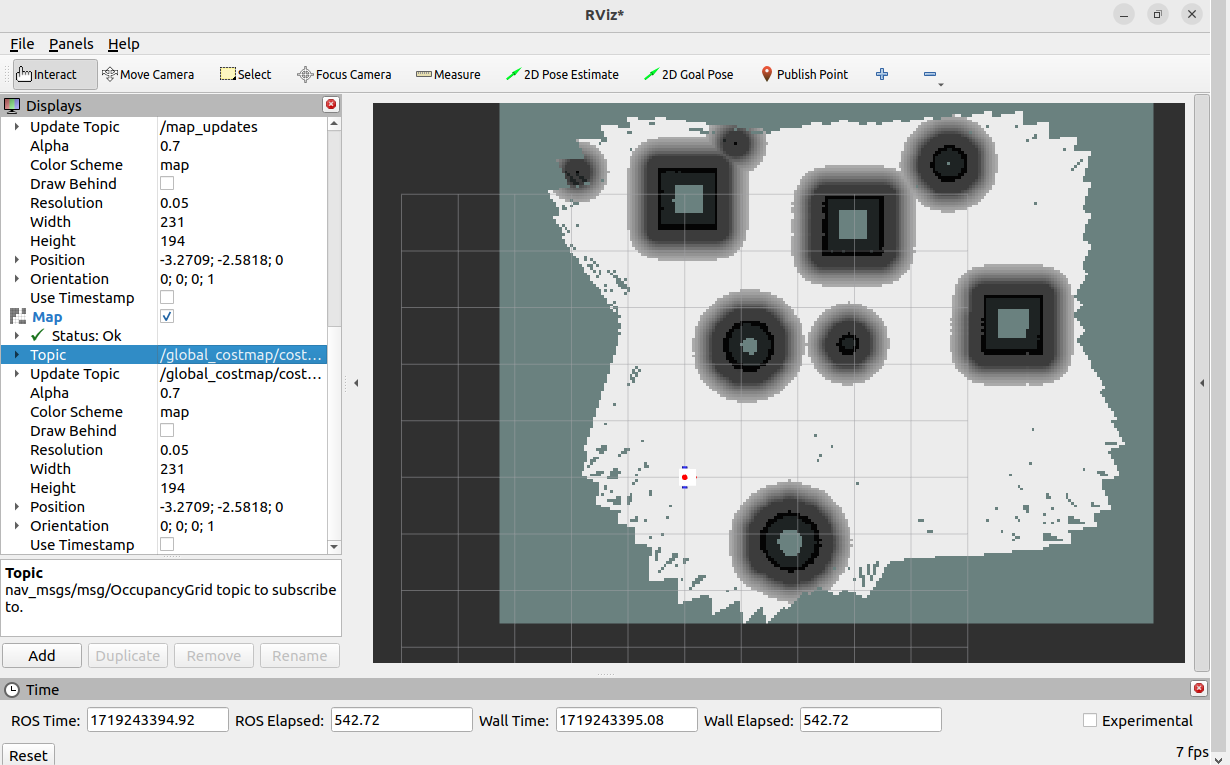 RViz*
File Panels Help
Interact Move Camera Select Focus Camera Measure 2D Pose Estimate 2D Goal Pose Publish Point
Displays
Update Topic /map_updates
Alpha 0.7
Color Scheme map
Draw Behind
Resolution 0.05
Width 231
Height 194
Position -3.2709; -2.5818; 0
Orientation 0; 0; 0; 1
Use Timestamp
Map
Status: Ok
Topic /global_costmap/cost...
Update Topic /global_costmap/cost...
Alpha 0.7
Color Scheme map
Draw Behind
Resolution 0.05
Width 231
Height 194
Position -3.2709; -2.5818; 0
Orientation 0; 0; 0; 1
Use Timestamp
Topic
nav_msgs/msg/OccupancyGrid topic to subscribe
to.
Add Duplicate Remove Rename
Time
ROS Time: 1719243394.92 ROS Elapsed: 542.72 Wall Time: 1719243395.08 Wall Elapsed: 542.72 Experimental
Reset 7 fps